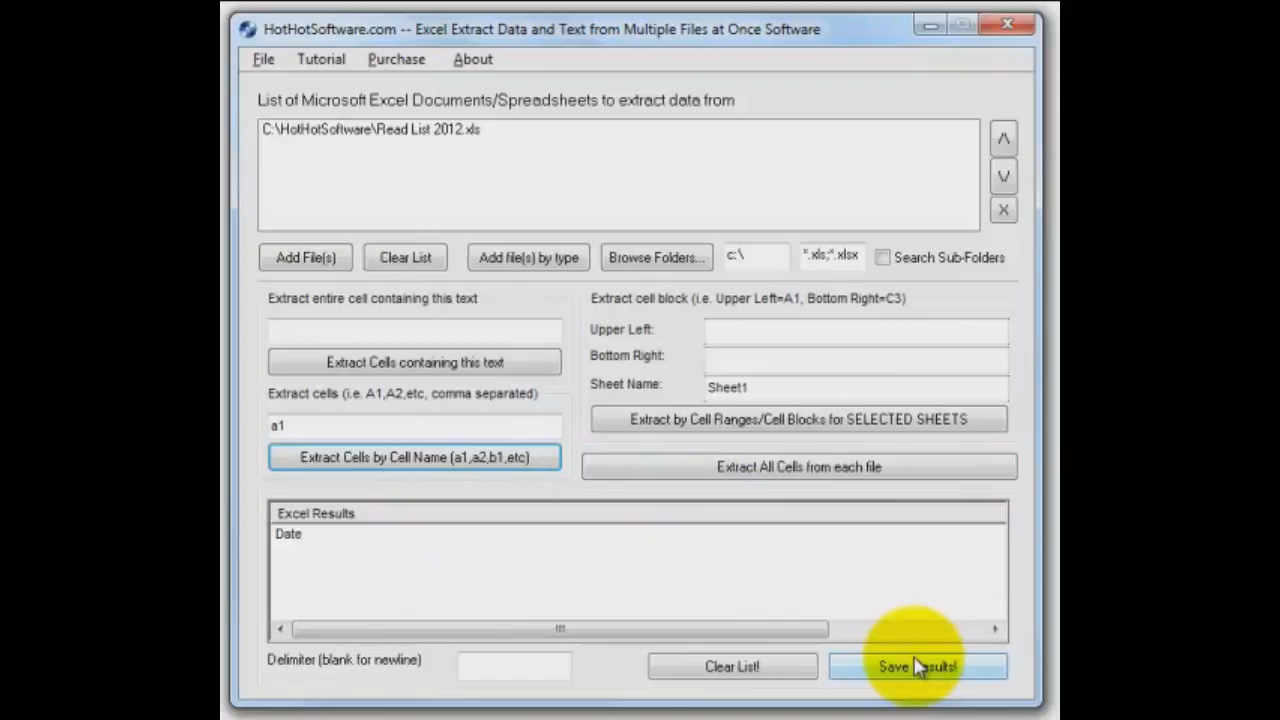 HotHotSoftware.com -- Excel Extract Data and Text from Multiple Files at Once Software
File Tutorial Purchase About
List of Microsoft Excel Documents/Spreadsheets to extract data from
C:\HotHotSoftware\Read List 2012.xls
/\
\/
X
Add File(s) Clear List Add file(s) by type Browse Folders... c:\ *.xls;*.xlsx Search Sub-Folders
Extract entire cell containing this text
Extract Cells containing this text
Extract cells (i.e. A1,A2,etc, comma separated)
a1
Extract Cells by Cell Name (a1,a2,b1,etc)
Extract cell block (i.e. Upper Left=A1, Bottom Right=C3)
Upper Left:
Bottom Right:
Sheet Name: Sheet1
Extract by Cell Ranges/Cell Blocks for SELECTED SHEETS
Extract All Cells from each file
Excel Results
Date
Delimiter (blank for newline) Clear List! Save Results!